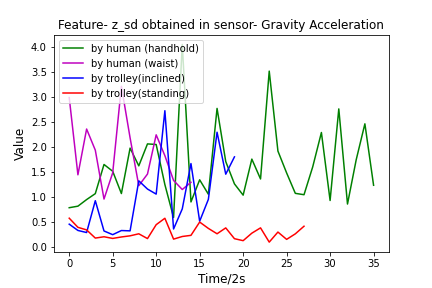 Feature- z_sd obtained in sensor- Gravity Acceleration
by human (handhold)
by human (waist)
by trolley(inclined)
by trolley(standing)
Value
4.0
3.5
3.0
2.5
2.0
1.5
1.0
0.5
0.0
0 5 10 15 20 25 30 35
Time/2s